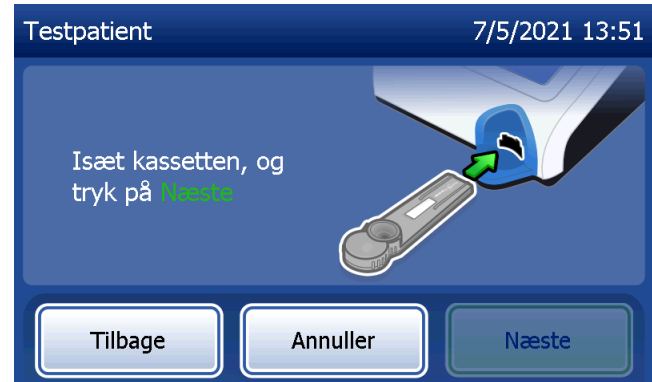 Testpatient 7/5/2021 13:51
Isæt kassetten, og
tryk på Næste
Tilbage Annuller Næste